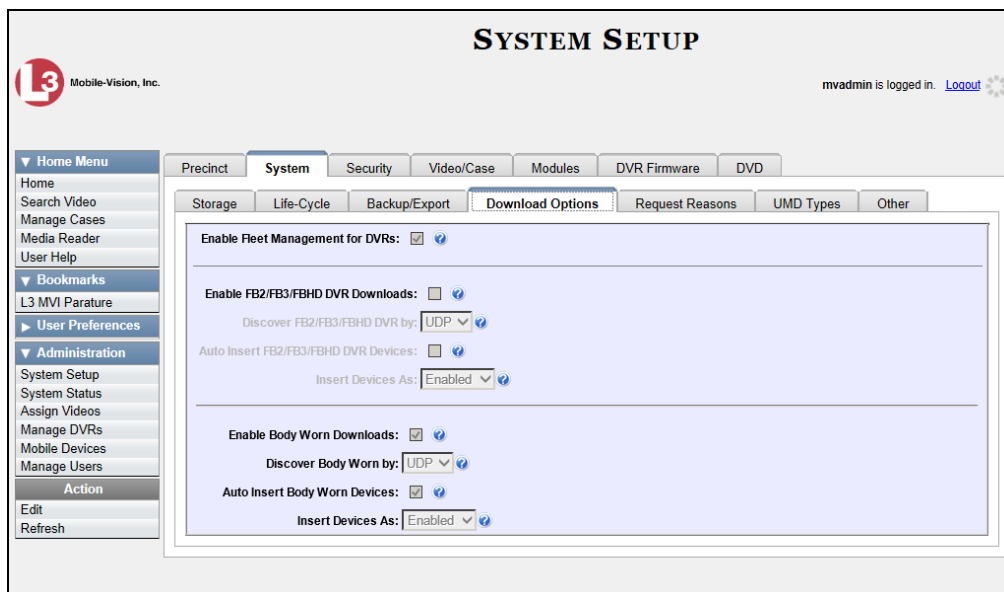 SYSTEM SETUP
L3 Mobile-Vision, Inc.
mvadmin is logged in. Logout
▼ Home Menu
Home
Search Video
Manage Cases
Media Reader
User Help
▼ Bookmarks
L3 MVI Parature
▶ User Preferences
▼ Administration
System Setup
System Status
Assign Videos
Manage DVRs
Mobile Devices
Manage Users
Action
Edit
Refresh
Precinct System Security Video/Case Modules DVR Firmware DVD
Storage Life-Cycle Backup/Export Download Options Request Reasons UMD Types Other
Enable Fleet Management for DVRs: ?
Enable FB2/FB3/FBHD DVR Downloads: ?
Discover FB2/FB3/FBHD DVR by: UDP ?
Auto Insert FB2/FB3/FBHD DVR Devices: ?
Insert Devices As: Enabled ?
Enable Body Worn Downloads: ?
Discover Body Worn by: UDP ?
Auto Insert Body Worn Devices: ?
Insert Devices As: Enabled ?